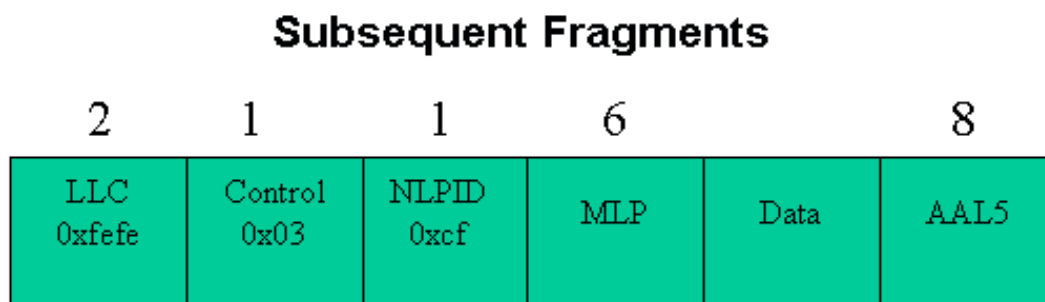 Subsequent Fragments
2 1 1 6 8
LLC Control NLPID MLP Data AAL5
0xfefe 0x03 0xcf